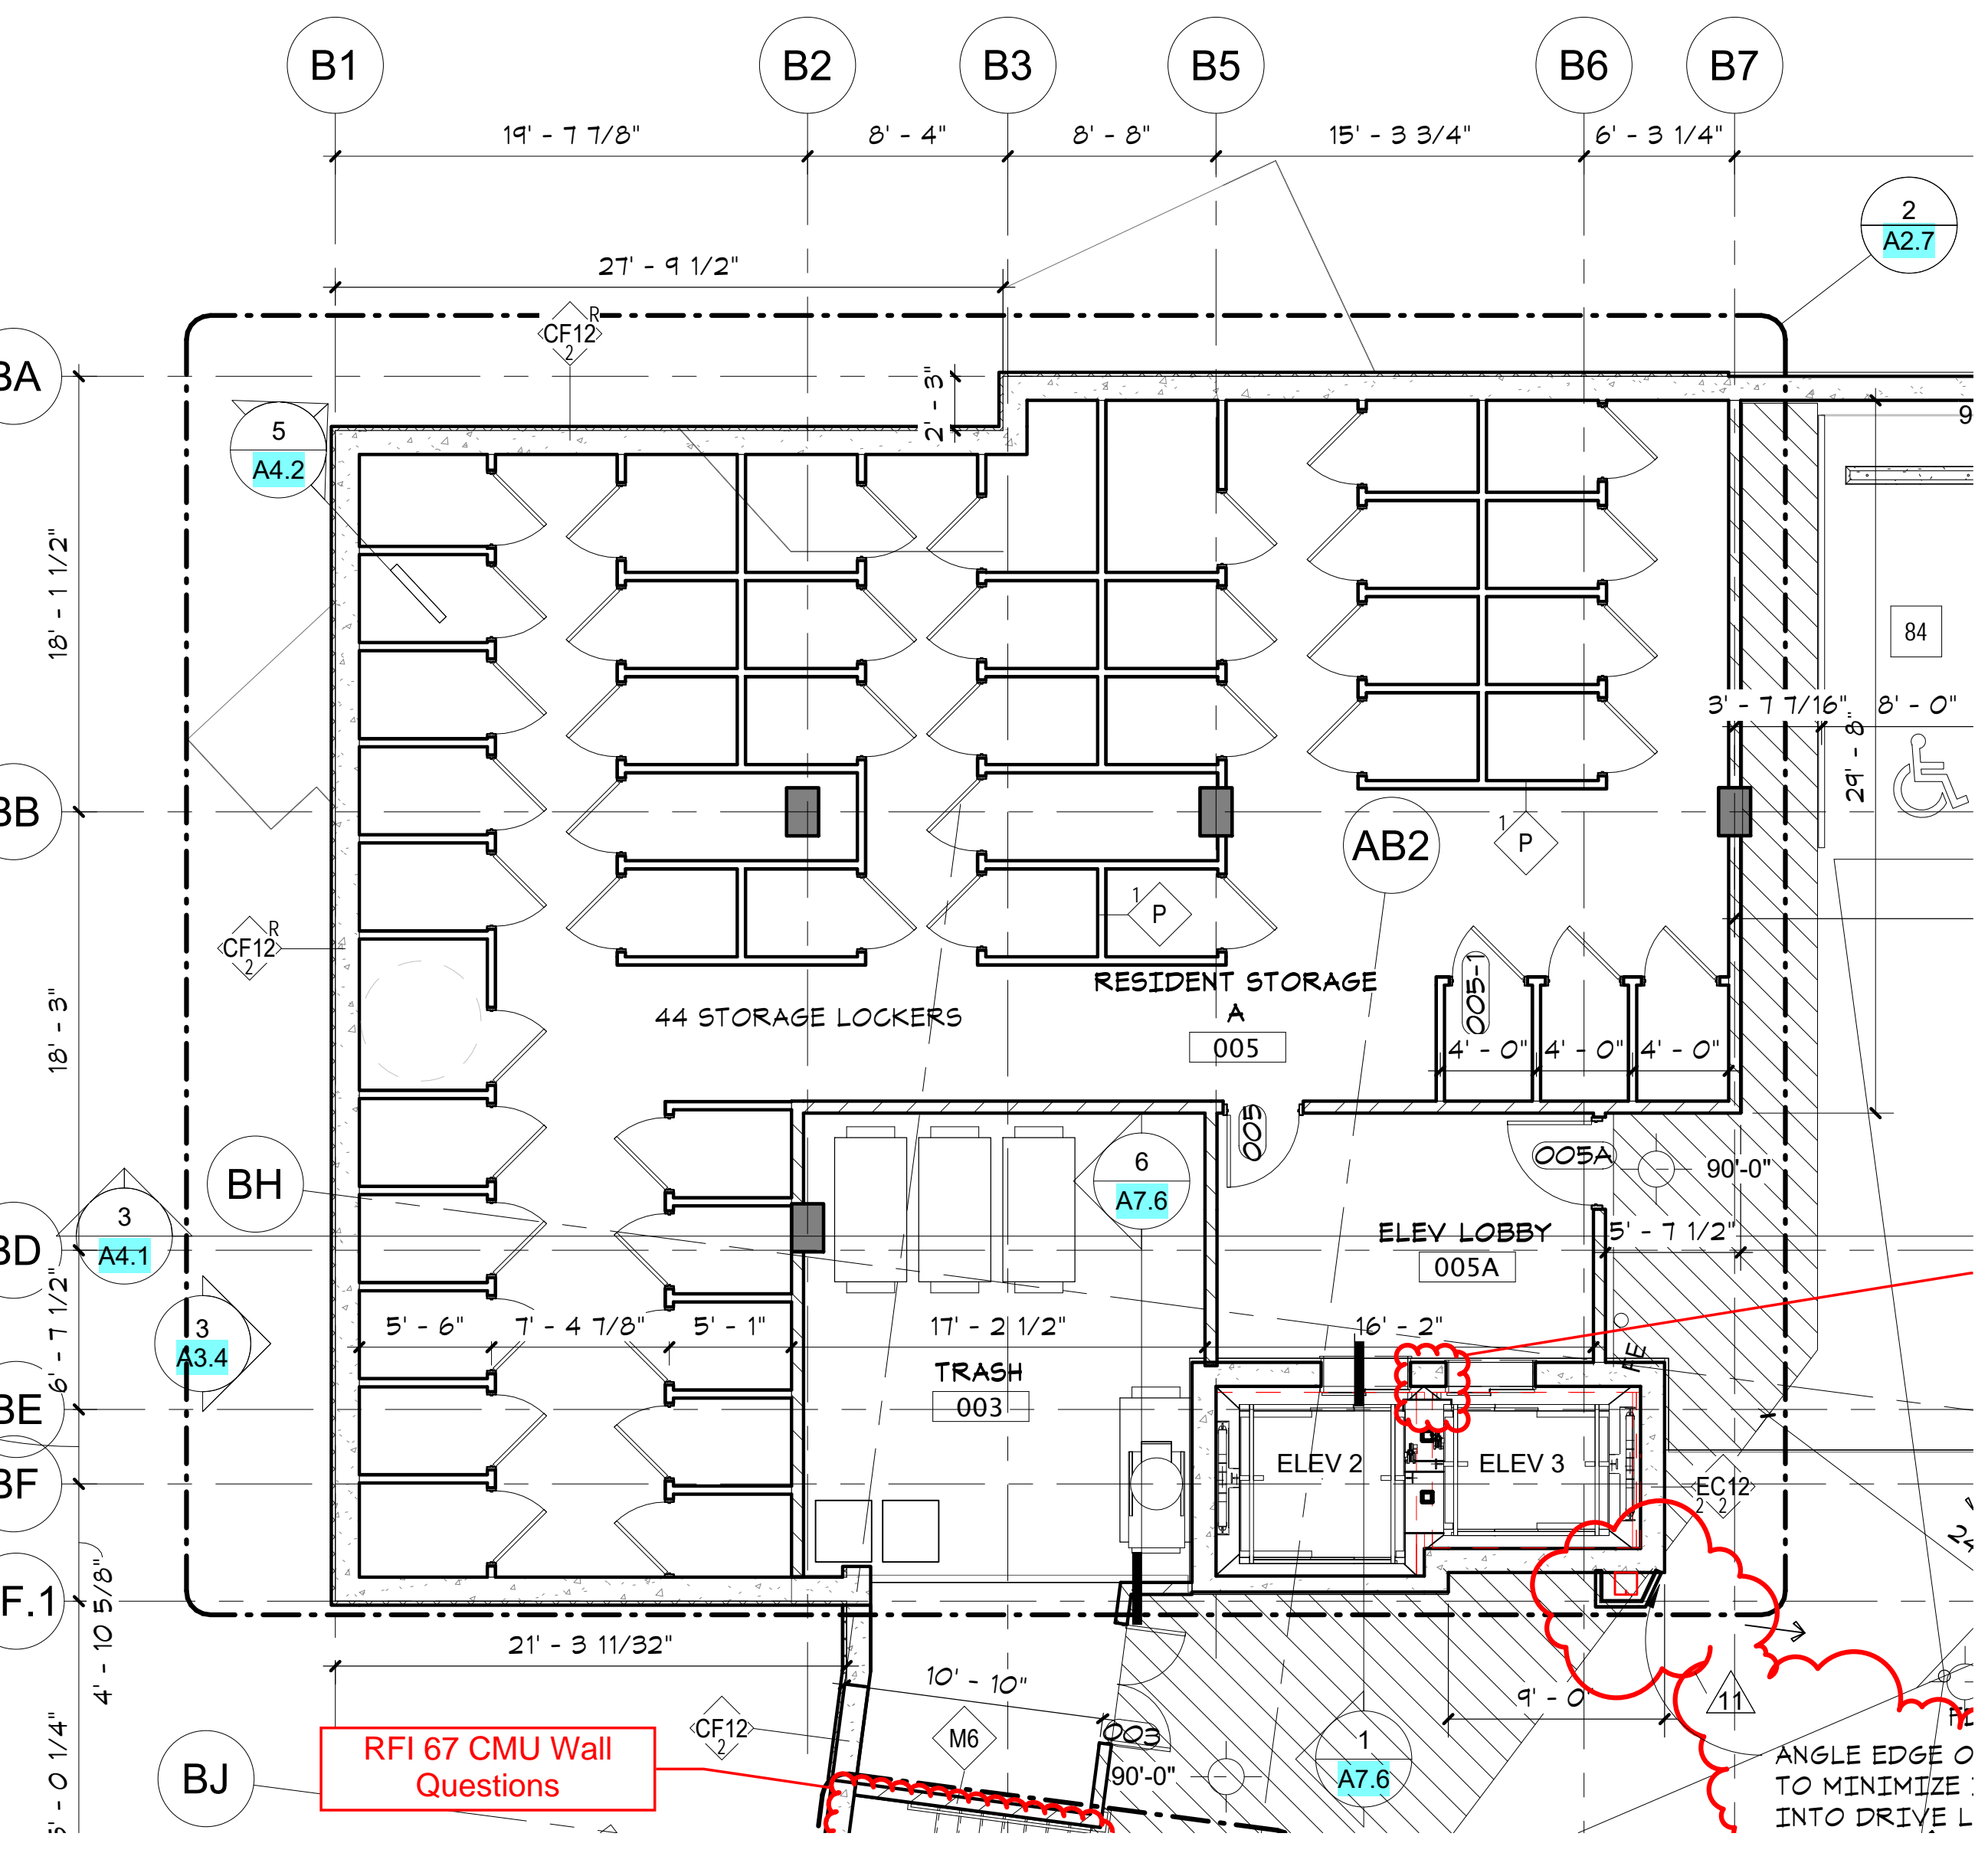 B1
B2
B3
B5
B6
B7
19' - 7 7/8"
8' - 4"
8' - 8"
15' - 3 3/4"
6' - 3 1/4"
2
A2.7
27' - 9 1/2"
CF12
R
2
BA
2' - 3"
5
A4.2
9
18' - 1 1/2"
84
3' - 7 7/16"
8' - 0"
29' - 8"
BB
AB2
1
P
1
P
CF12
R
2
RESIDENT STORAGE
A
005
44 STORAGE LOCKERS
005-1
18' - 3"
4' - 0"
4' - 0"
4' - 0"
005
005A
90'-0"
6
A7.6
BH
3
A4.1
BD
ELEV LOBBY
005A
5' - 7 1/2"
3
A3.4
6' - 7 1/2"
5' - 6"
7' - 4 7/8"
5' - 1"
17' - 2 1/2"
16' - 2"
FE
TRASH
003
BE
BF
ELEV 2
ELEV 3
EC12
2
2
F.1
4' - 10 5/8"
21' - 3 11/32"
10' - 10"
9' - 0"
11
CF12
2
M6
003
90'-0"
1
A7.6
5' - 0 1/4"
BJ
RFI 67 CMU Wall
Questions
ANGLE EDGE O
TO MINIMIZE
INTO DRIVE L